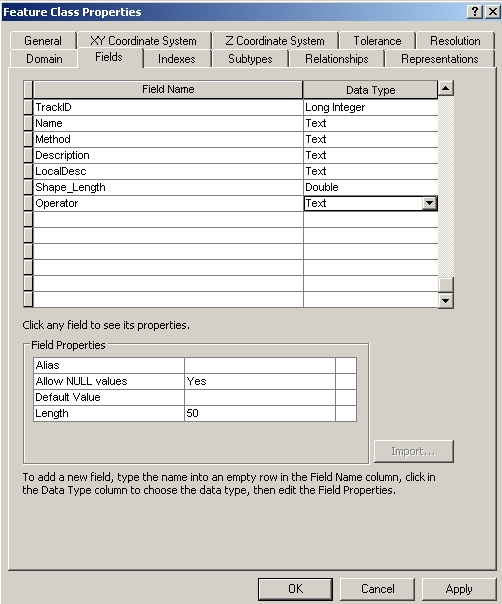 Feature Class Properties
General XY Coordinate System Z Coordinate System Tolerance Resolution
Domain Fields Indexes Subtypes Relationships Representations
Field Name Data Type
TrackID Long Integer
Name Text
Method Text
Description Text
LocalDesc Text
Shape_Length Double
Operator Text
Click any field to see its properties.
Field Properties
Alias
Allow NULL values Yes
Default Value
Length 50
Import...
To add a new field, type the name into an empty row in the Field Name column, click in
the Data Type column to choose the data type, then edit the Field Properties.
OK Cancel Apply